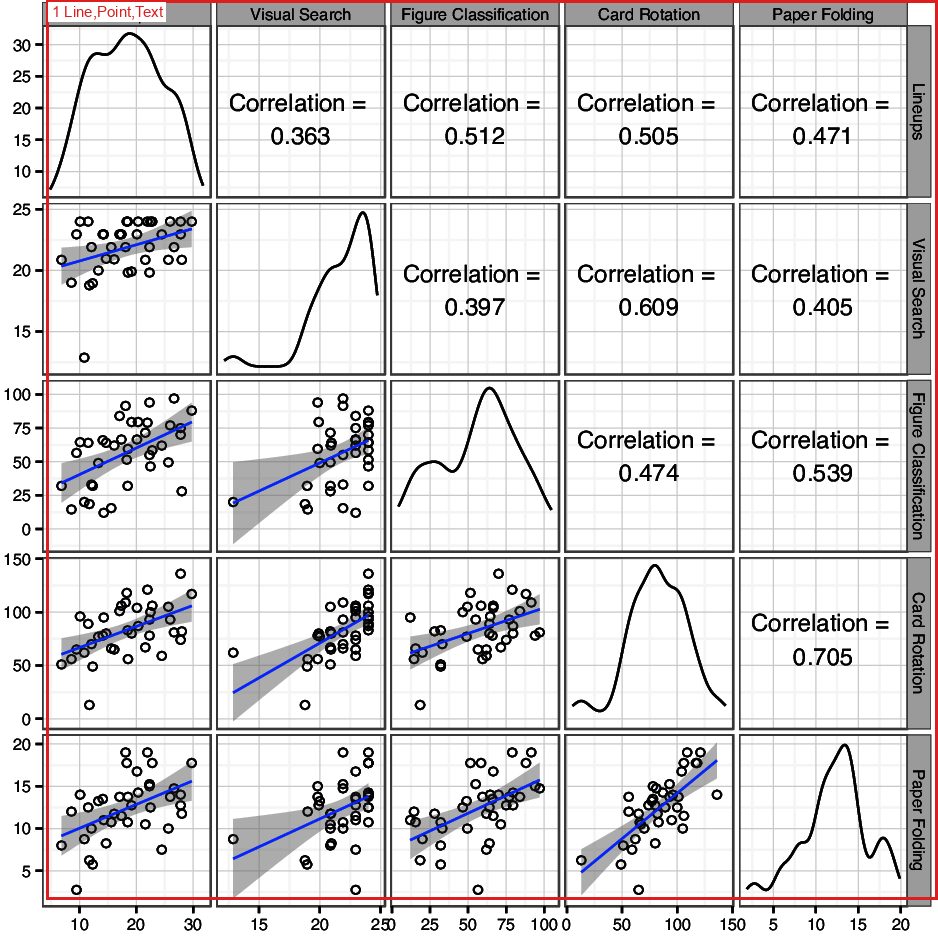 1 Line,Point,Text
Visual Search Figure Classification Card Rotation Paper Folding
30
25
20
15
10
Correlation =
0.363
Correlation =
0.512
Correlation =
0.505
Correlation =
0.471
Lineups
25
20
15
Correlation =
0.397
Correlation =
0.609
Correlation =
0.405
Visual Search
100
75
50
25
0
Correlation =
0.474
Correlation =
0.539
Figure Classification
150
100
50
0
Correlation =
0.705
Card Rotation
20
15
10
5
Paper Folding
10 20 30 15 20 25 0 25 50 75 100 0 50 100 150 5 10 15 20